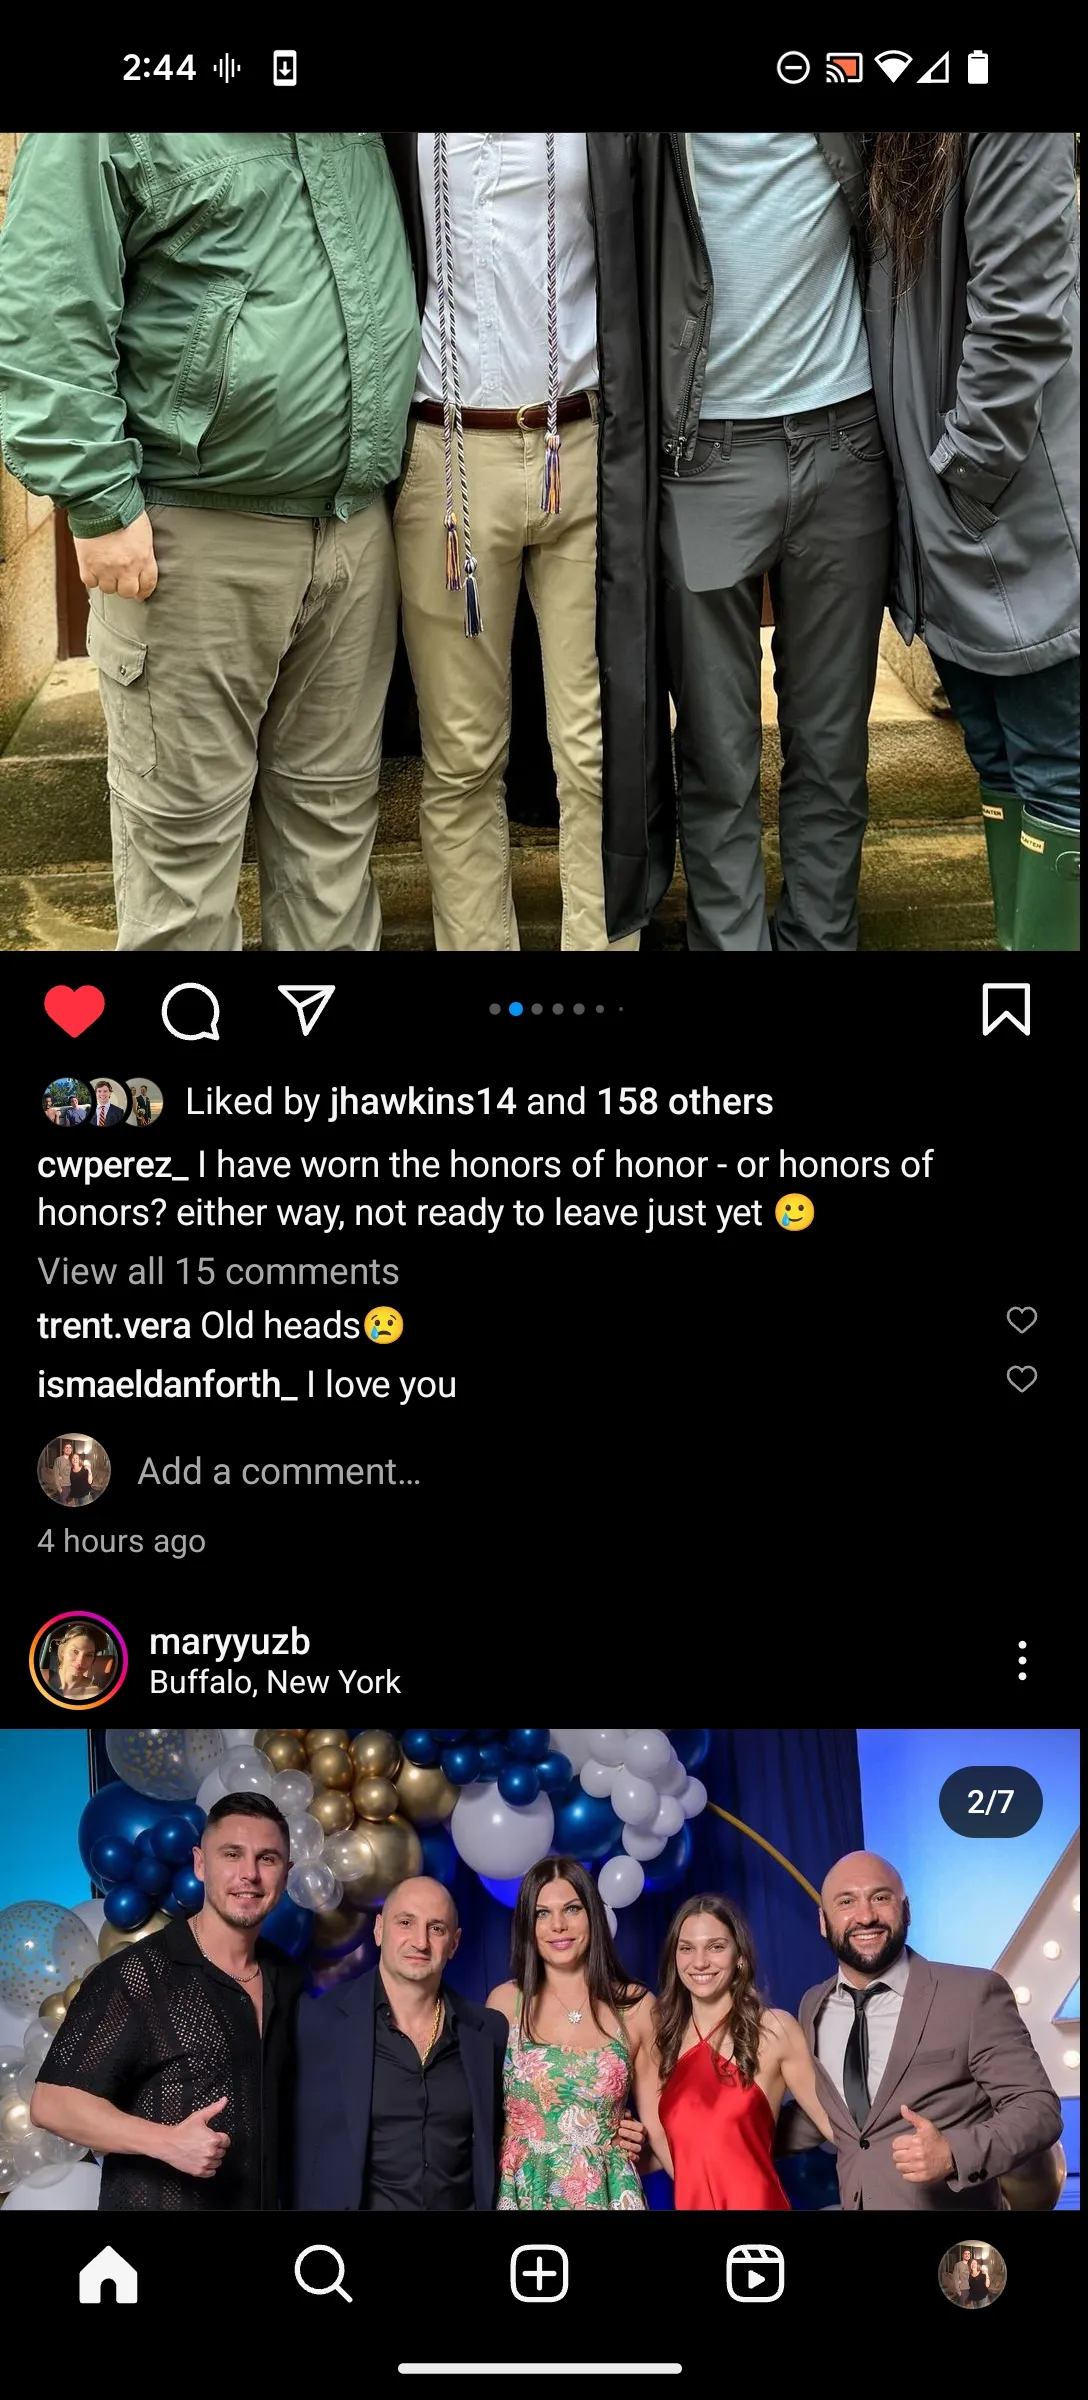 2:44
HUNTER
Liked by jhawkins14 and 158 others
cwperez_ I have worn the honors of honor - or honors of
honors? either way, not ready to leave just yet 🥲
View all 15 comments
trent.vera Old heads😢
ismaeldanforth_ I love you
Add a comment...
4 hours ago
maryyuzb
Buffalo, New York
2/7